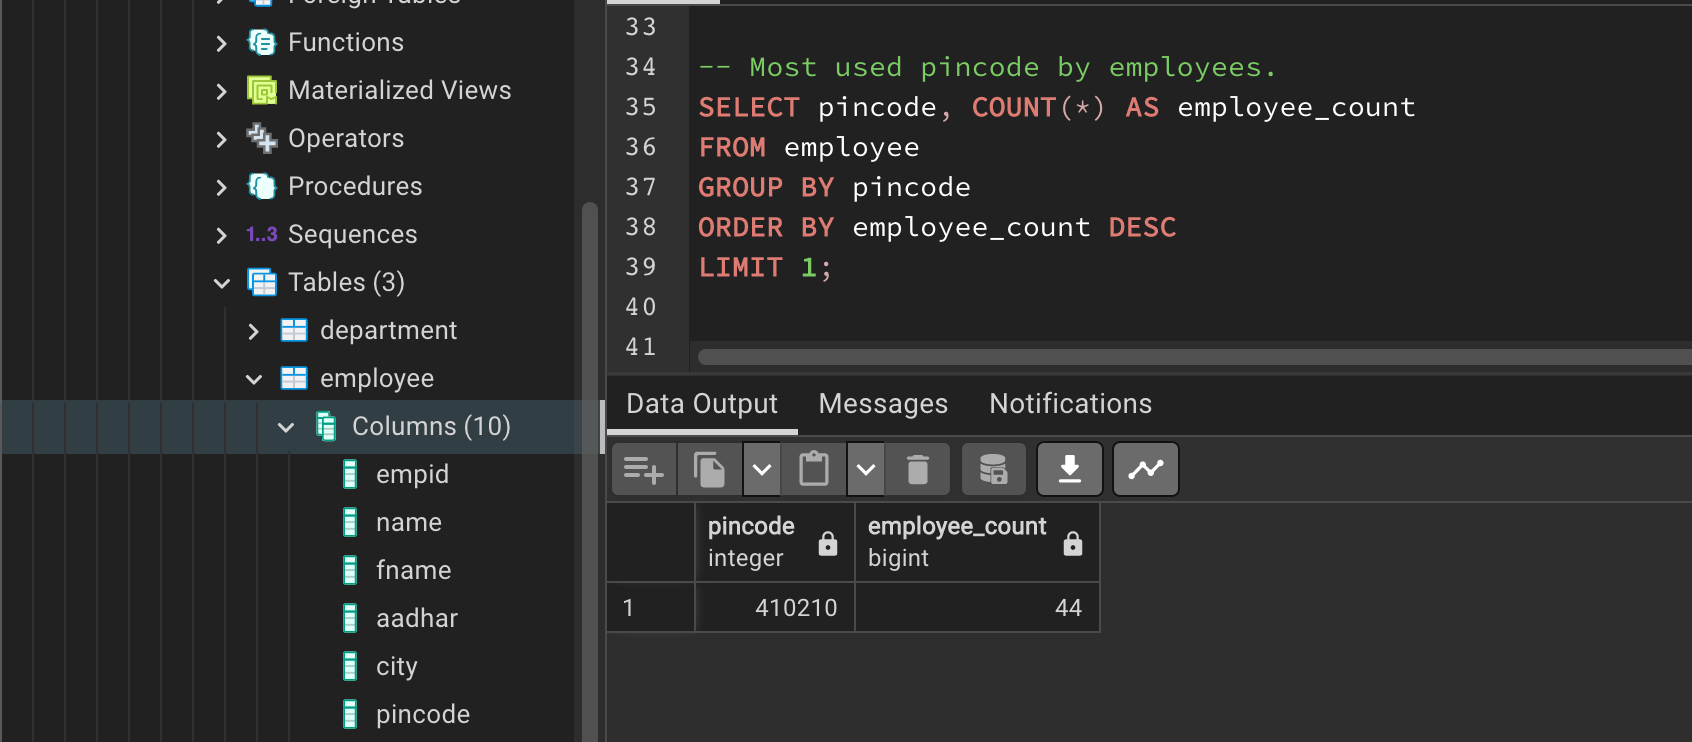 Foreign Tables
Functions
Materialized Views
Operators
Procedures
1..3 Sequences
Tables (3)
department
employee
Columns (10)
empid
name
fname
aadhar
city
pincode
33
34 -- Most used pincode by employees.
35 SELECT pincode, COUNT(*) AS employee_count
36 FROM employee
37 GROUP BY pincode
38 ORDER BY employee_count DESC
39 LIMIT 1;
40
41
Data Output Messages Notifications
pincode employee_count
integer bigint
1 410210 44